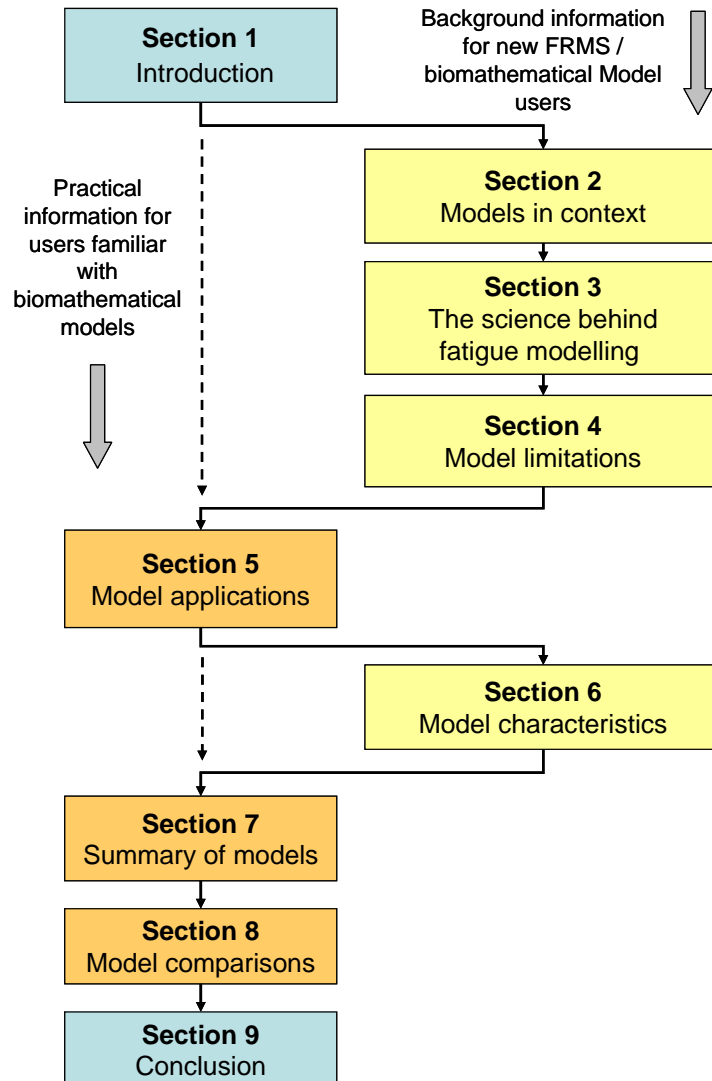 Section 1
Introduction
Background information
for new FRMS /
biomathematical Model
users
Practical
information for
users familiar
with
biomathematical
models
Section 2
Models in context
Section 3
The science behind
fatigue modelling
Section 4
Model limitations
Section 5
Model applications
Section 6
Model characteristics
Section 7
Summary of models
Section 8
Model comparisons
Section 9
Conclusion